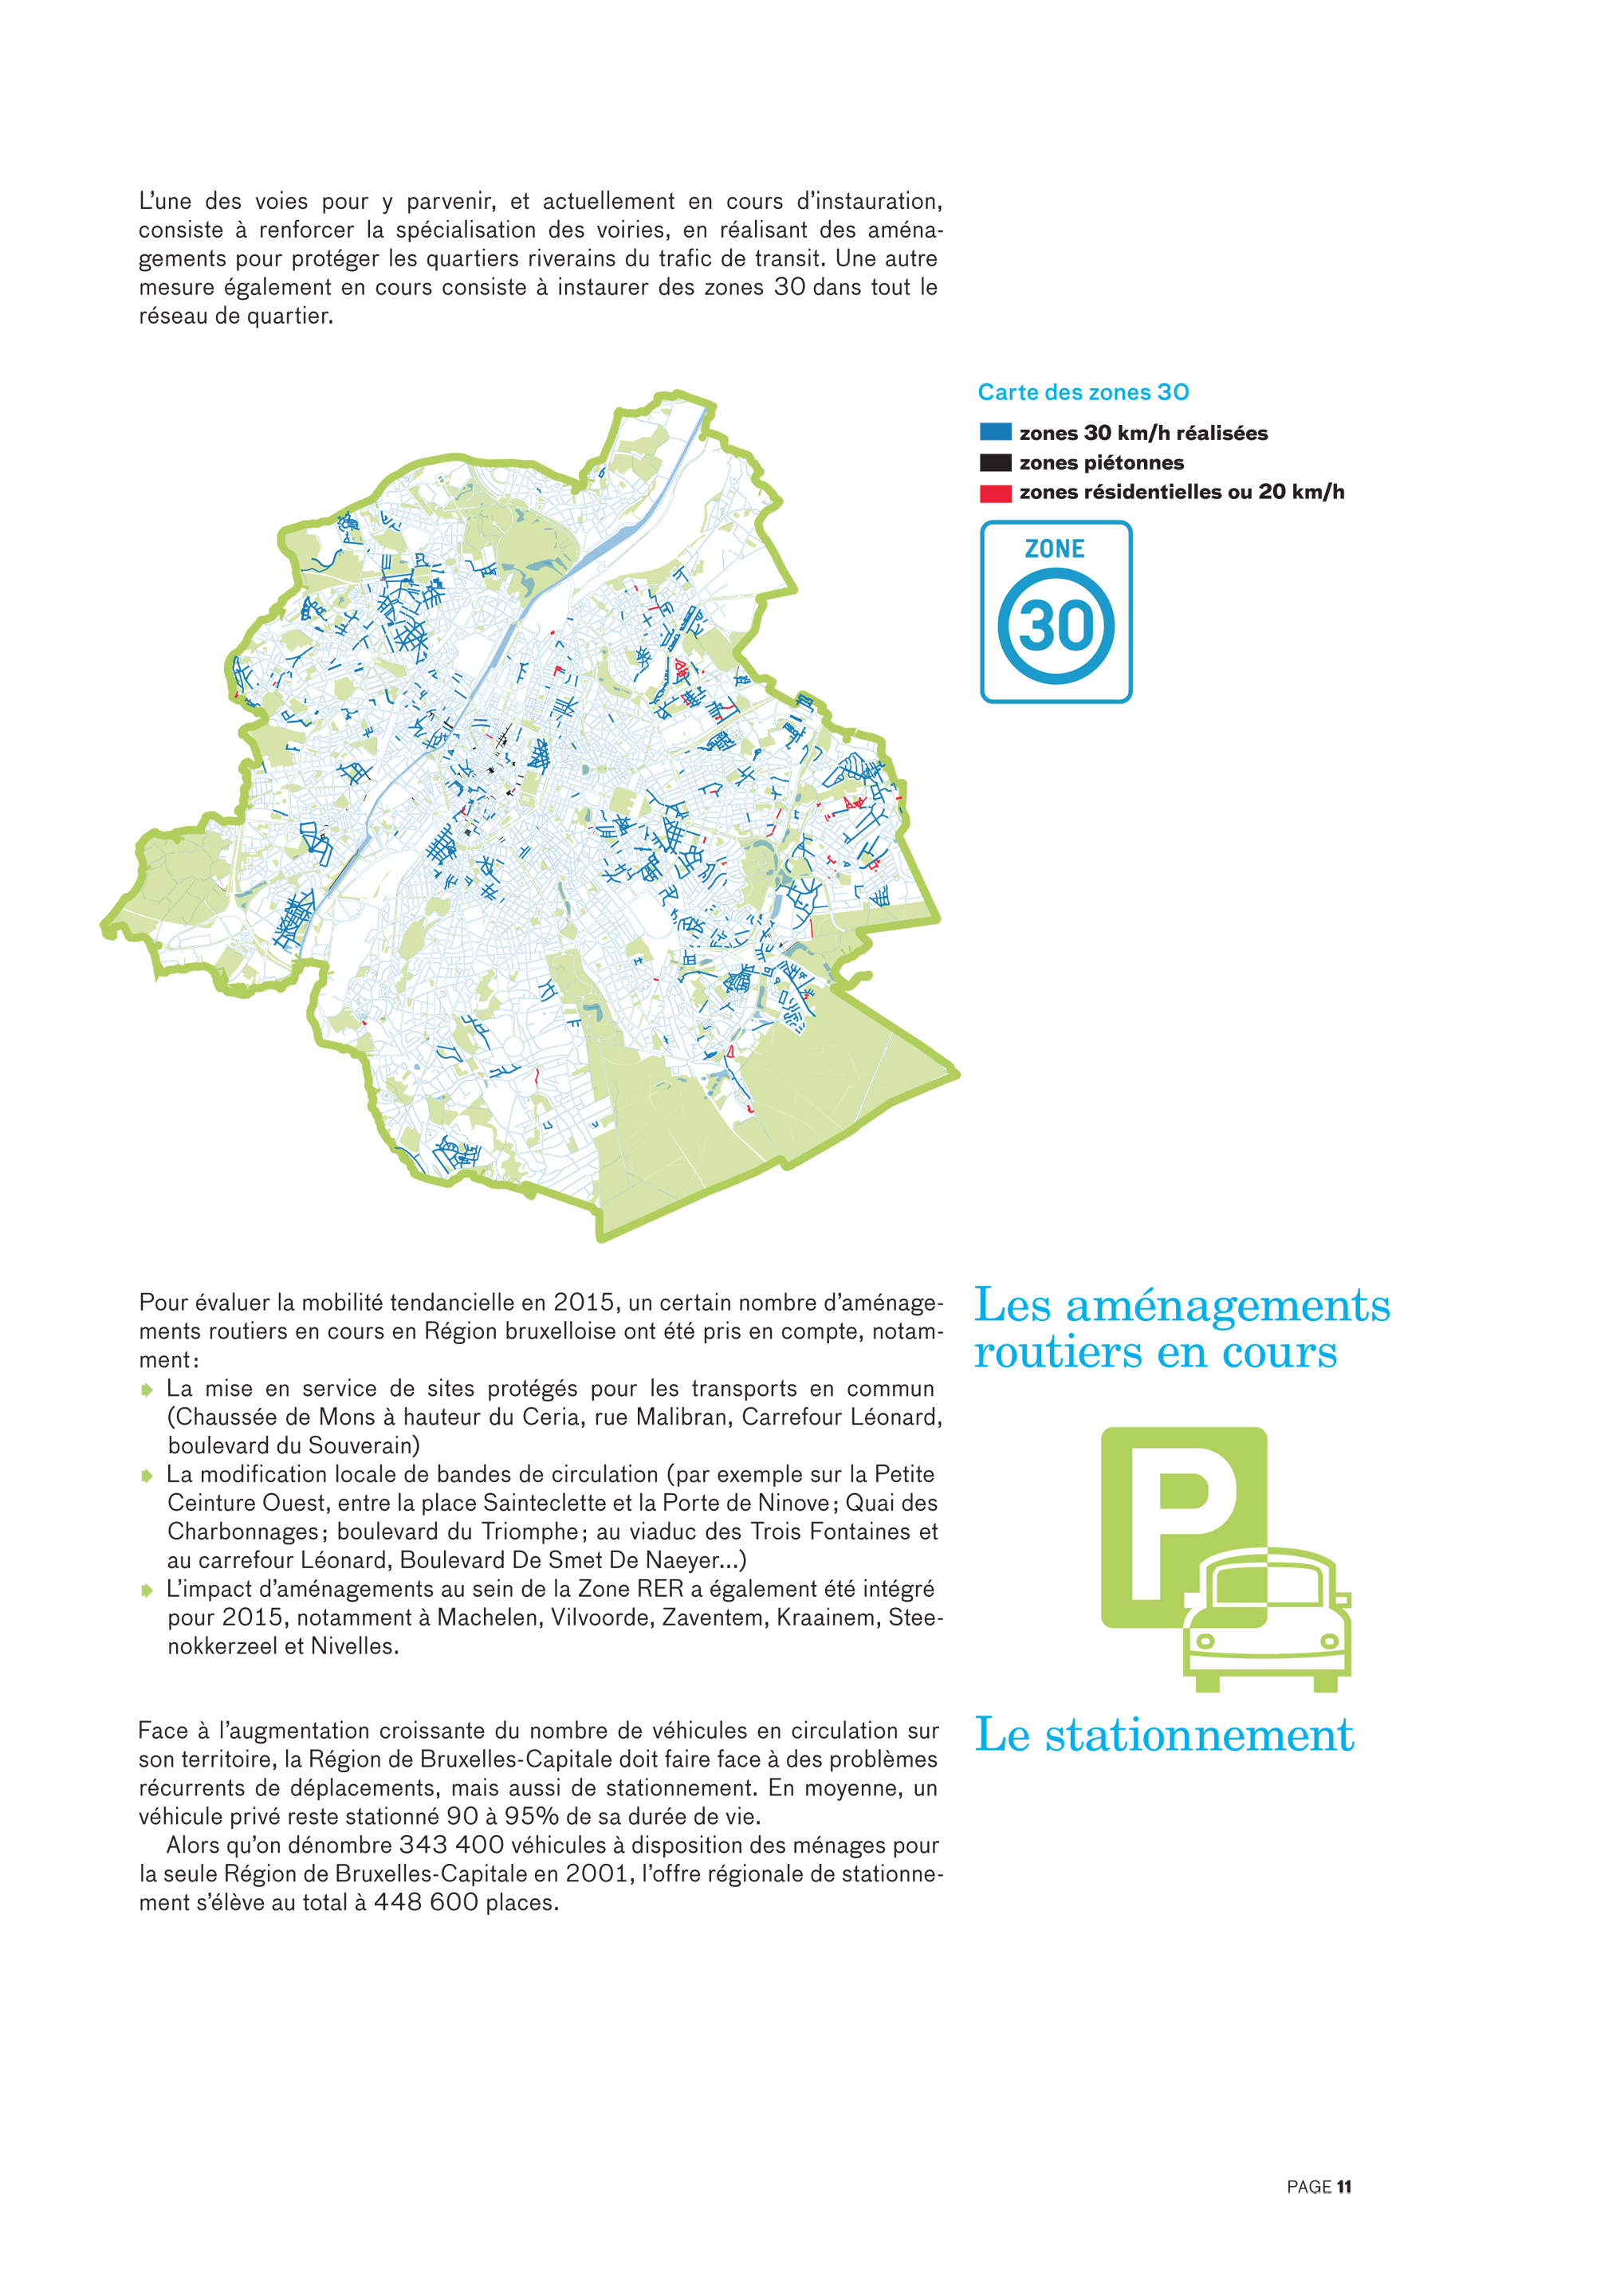 L'une des voies pour y parvenir, et actuellement en cours d'instauration,
consiste à renforcer la spécialisation des voiries, en réalisant des aména-
gements pour protéger les quartiers riverains du trafic de transit. Une autre
mesure également en cours consiste à instaurer des zones 30 dans tout le
réseau de quartier.
Carte des zones 30
zones 30 km/h réalisées
zones piétonnes
zones résidentielles ou 20 km/h
ZONE
30
Les aménagements
routiers en cours
Pour évaluer la mobilité tendancielle en 2015, un certain nombre d'aménage-
ments routiers en cours en Région bruxelloise ont été pris en compte, notam-
ment:
La mise en service de sites protégés pour les transports en commun
(Chaussée de Mons à hauteur du Ceria, rue Malibran, Carrefour Léonard,
boulevard du Souverain)
La modification locale de bandes de circulation (par exemple sur la Petite
Ceinture Ouest, entre la place Sainteclette et la Porte de Ninove; Quai des
Charbonnages; boulevard du Triomphe; au viaduc des Trois Fontaines et
au carrefour Léonard, Boulevard De Smet De Naeyer...)
L'impact d'aménagements au sein de la Zone RER a également été intégré
pour 2015, notamment à Machelen, Vilvoorde, Zaventem, Kraainem, Stee-
nokkerzeel et Nivelles.
P
Le stationnement
Face à l'augmentation croissante du nombre de véhicules en circulation sur
son territoire, la Région de Bruxelles-Capitale doit faire face à des problèmes
récurrents de déplacements, mais aussi de stationnement. En moyenne, un
véhicule privé reste stationné 90 à 95% de sa durée de vie.
Alors qu'on dénombre 343 400 véhicules à disposition des ménages pour
la seule Région de Bruxelles-Capitale en 2001, l'offre régionale de stationne-
ment s'élève au total à 448 600 places.
PAGE 11